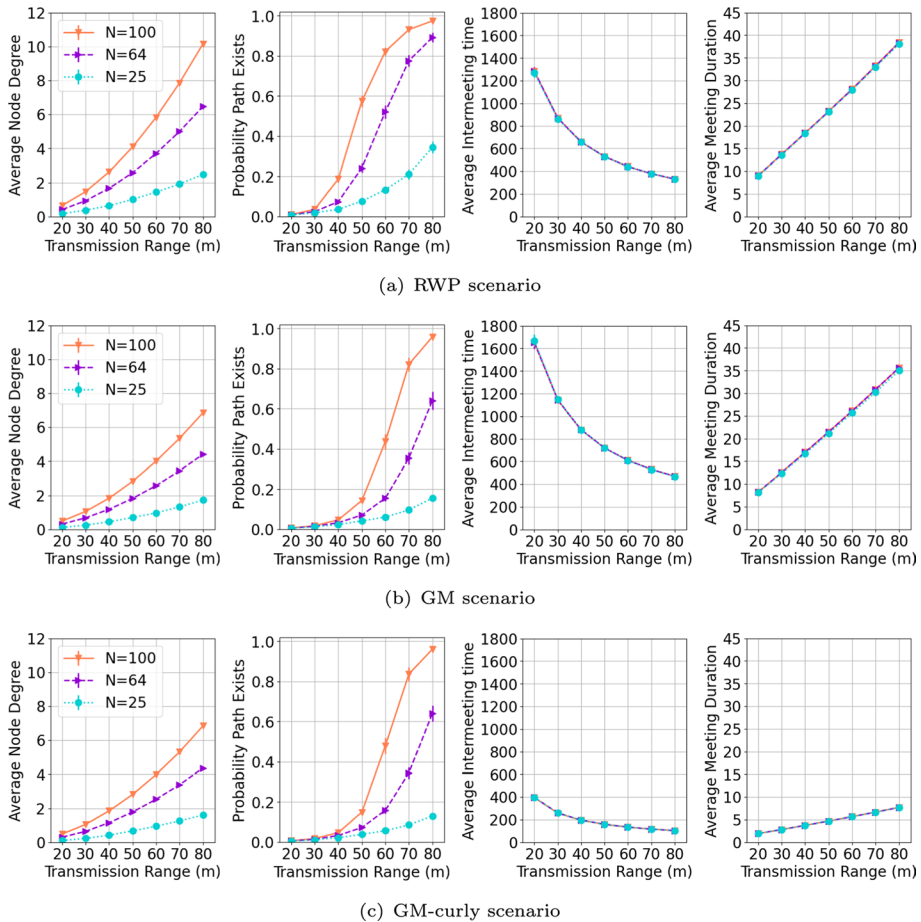 Average Node Degree
12
10
8
6
4
2
0
N=100
N=64
N=25
20 30 40 50 60 70 80
Transmission Range (m)
Probability Path Exists
1.0
0.8
0.6
0.4
0.2
0.0
20 30 40 50 60 70 80
Transmission Range (m)
Average Intermeeting time
1800
1600
1400
1200
1000
800
600
400
200
0
20 30 40 50 60 70 80
Transmission Range (m)
Average Meeting Duration
45
40
35
30
25
20
15
10
5
0
20 30 40 50 60 70 80
Transmission Range (m)
(a) RWP scenario
Average Node Degree
12
10
8
6
4
2
0
N=100
N=64
N=25
20 30 40 50 60 70 80
Transmission Range (m)
Probability Path Exists
1.0
0.8
0.6
0.4
0.2
0.0
20 30 40 50 60 70 80
Transmission Range (m)
Average Intermeeting time
1800
1600
1400
1200
1000
800
600
400
200
0
20 30 40 50 60 70 80
Transmission Range (m)
Average Meeting Duration
45
40
35
30
25
20
15
10
5
0
20 30 40 50 60 70 80
Transmission Range (m)
(b) GM scenario
Average Node Degree
12
10
8
6
4
2
0
N=100
N=64
N=25
20 30 40 50 60 70 80
Transmission Range (m)
Probability Path Exists
1.0
0.8
0.6
0.4
0.2
0.0
20 30 40 50 60 70 80
Transmission Range (m)
Average Intermeeting time
1800
1600
1400
1200
1000
800
600
400
200
0
20 30 40 50 60 70 80
Transmission Range (m)
Average Meeting Duration
45
40
35
30
25
20
15
10
5
0
20 30 40 50 60 70 80
Transmission Range (m)
(c) GM-curly scenario